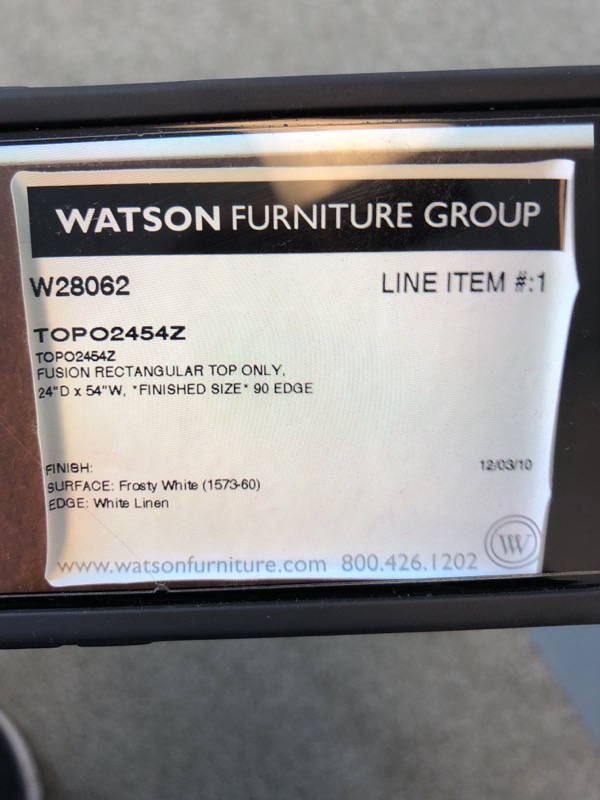 WATSON FURNITURE GROUP
W28062 LINE ITEM #:1
TOPO2454Z
TOPO2454Z
FUSION RECTANGULAR TOP ONLY,
24"D x 54"W, *FINISHED SIZE* 90 EDGE
FINISH: 12/03/10
SURFACE: Frosty White (1573-60)
EDGE: White Linen
W
www.watsonfurniture.com 800.426.1202